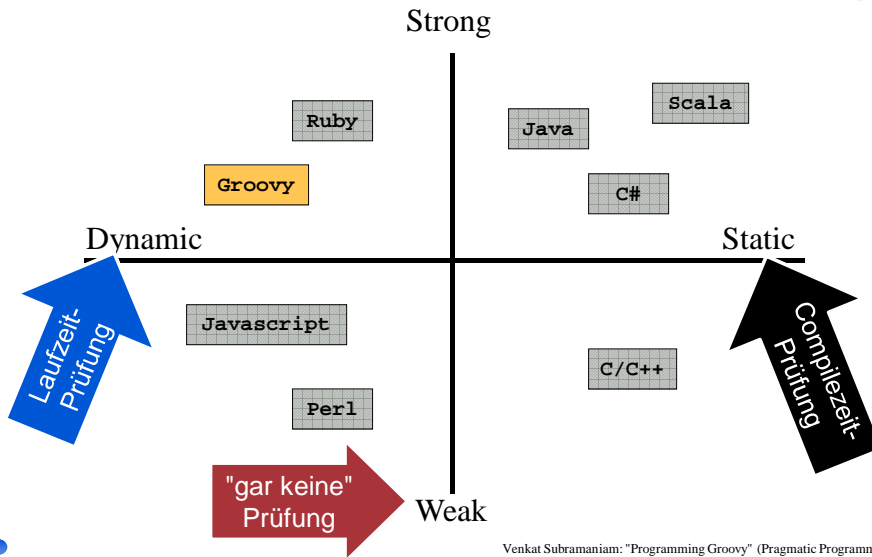 Strong
Scala
Ruby
Java
Groovy
C#
Dynamic
Static
Laufzeit-
Prüfung
Compilezeit-
Prüfung
Javascript
C/C++
Perl
"gar keine"
Prüfung
Weak
Venkat Subramaniam: "Programming Groovy" (Pragmatic Programm